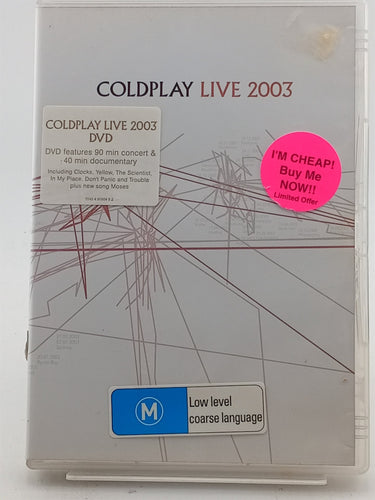 COLDPLAY LIVE 2003
COLDPLAY LIVE 2003
DVD
DVD features 90 min concert &
40 min documentary
Including Clocks, Yellow, The Scientist,
In My Place, Don't Panic and Trouble
plus new song Moses
I'M CHEAP!
Buy Me
NOW!!
Limited Offer
M
Low level
coarse language